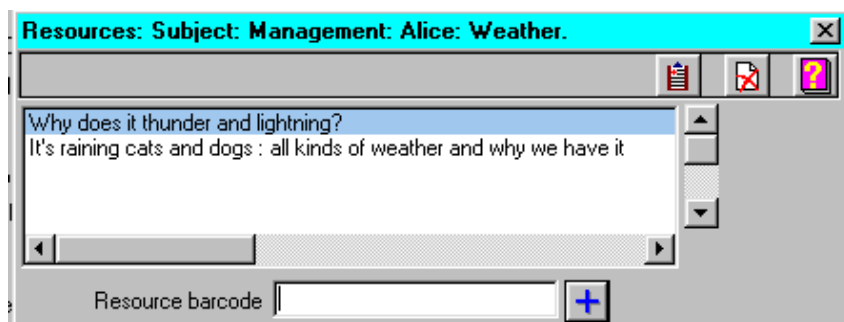 Resources: Subject: Management: Alice: Weather.
Why does it thunder and lightning?
It's raining cats and dogs : all kinds of weather and why we have it
Resource barcode